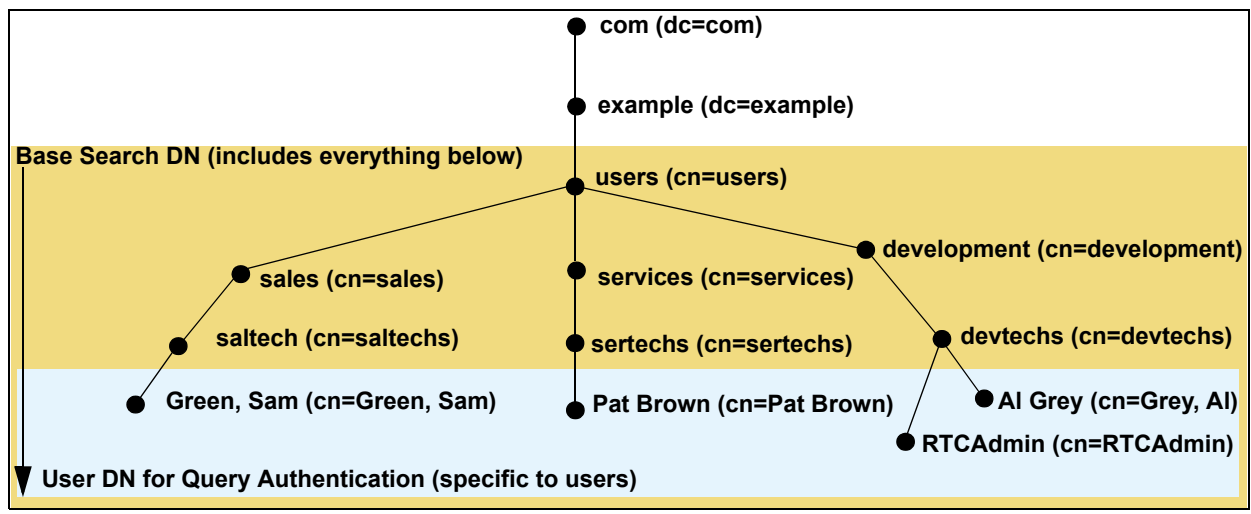 com (dc=com)
example (dc=example)
Base Search DN (includes everything below)
users (cn=users)
development (cn=development)
sales (cn=sales)
services (cn=services)
saltech (cn=saltechs)
sertechs (cn=sertechs)
devtechs (cn=devtechs)
Green, Sam (cn=Green, Sam)
Pat Brown (cn=Pat Brown)
Al Grey (cn=Grey, Al)
RTCAdmin (cn=RTCAdmin)
User DN for Query Authentication (specific to users)